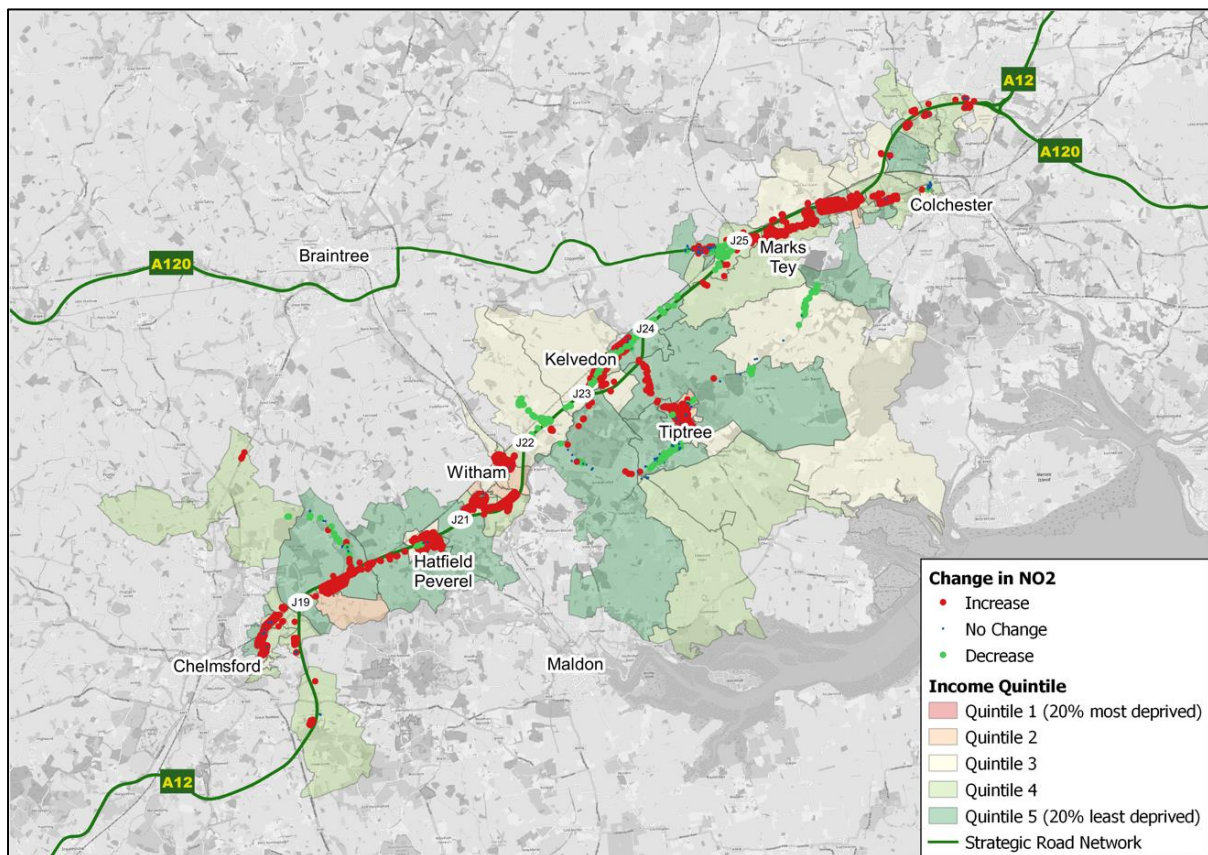 A12
A120
Colchester
J25
Marks
Tey
Braintree
A120
J24
Kelvedon
J23
Tiptree
J22
Witham
J21
Hatfield
Peverel
J19
Chelmsford
Maldon
A12
Change in NO2
Increase
No Change
Decrease
Income Quintile
Quintile 1 (20% most deprived)
Quintile 2
Quintile 3
Quintile 4
Quintile 5 (20% least deprived)
Strategic Road Network